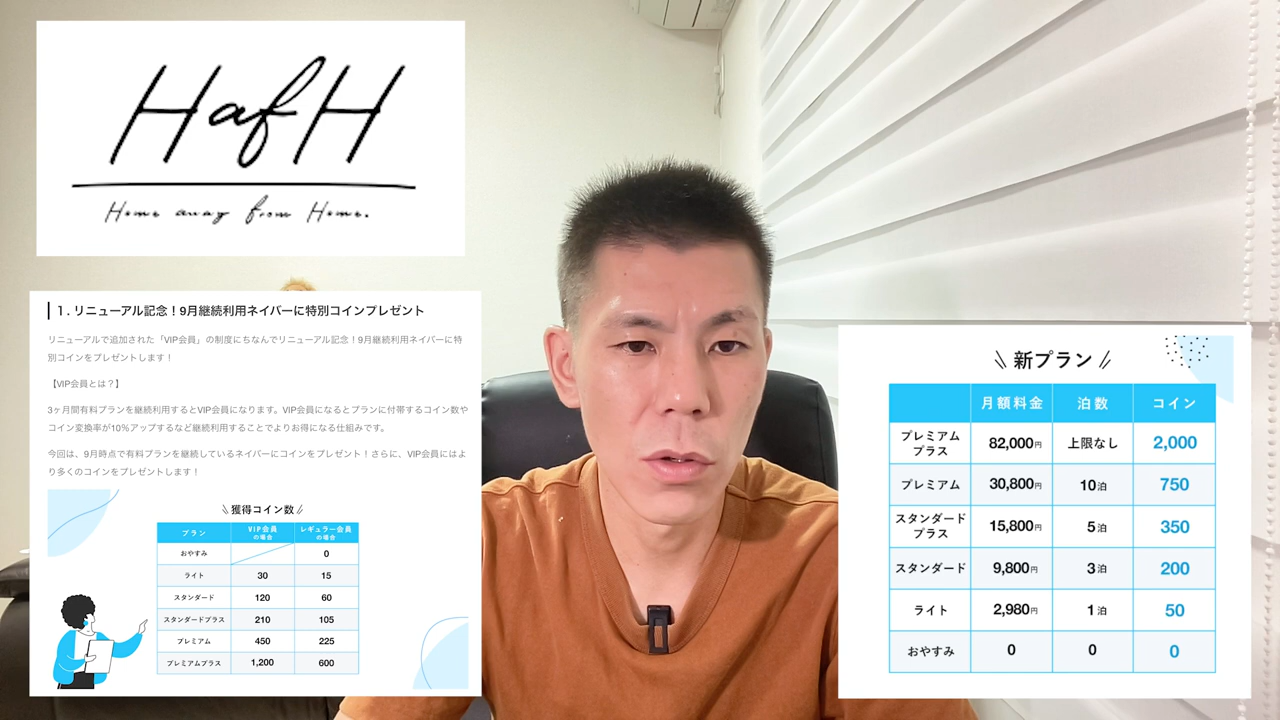 HafH
Home away from Home.
1. リニューアル記念！9月継続利用ネイバーに特別コインプレゼント
リニューアルで追加された「VIP会員」の制度にちなんでリニューアル記念！9月継続利用ネイバーに特
別コインをプレゼントします！
【VIP会員とは？】
3ヶ月間有料プランを継続利用するとVIP会員になります。VIP会員になるとプランに付帯するコイン数や
コイン変換率が10％アップするなど継続利用することでよりお得になる仕組みです。
今回は、9月時点で有料プランを継続しているネイバーにコインをプレゼント！さらに、VIP会員にはよ
り多くのコインをプレゼントします！
獲得コイン数
プラン VIP会員の場合 レギュラー会員の場合
おやすみ 0
ライト 30 15
スタンダード 120 60
スタンダードプラス 210 105
プレミアム 450 225
プレミアムプラス 1,200 600
新プラン
月額料金 泊数 コイン
プレミアムプラス 82,000円 上限なし 2,000
プレミアム 30,800円 10泊 750
スタンダードプラス 15,800円 5泊 350
スタンダード 9,800円 3泊 200
ライト 2,980円 1泊 50
おやすみ 0 0 0